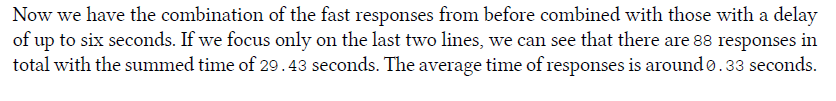 Now we have the combination of the fast responses from before combined with those with a delay
of up to six seconds. If we focus only on the last two lines, we can see that there are 88 responses in
total with the summed time of 29.43 seconds. The average time of responses is around 0.33 seconds.